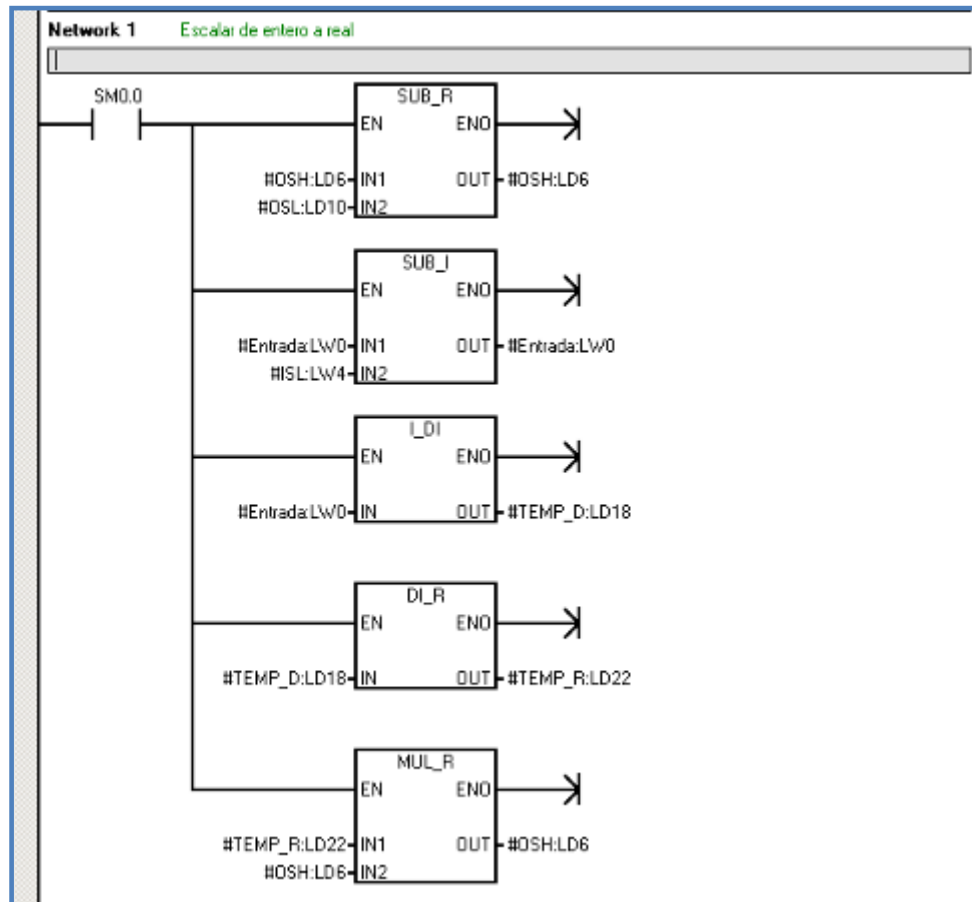 Network 1 Escalar de entero a real
SM0.0
SUB_R
EN ENO
#OSH:LD6 IN1 OUT #OSH:LD6
#OSL:LD10 IN2
SUB_I
EN ENO
#Entrada:LW0 IN1 OUT #Entrada:LW0
#ISL:LW4 IN2
I_DI
EN ENO
#Entrada:LW0 IN OUT #TEMP_D:LD18
DI_R
EN ENO
#TEMP_D:LD18 IN OUT #TEMP_R:LD22
MUL_R
EN ENO
#TEMP_R:LD22 IN1 OUT #OSH:LD6
#OSH:LD6 IN2